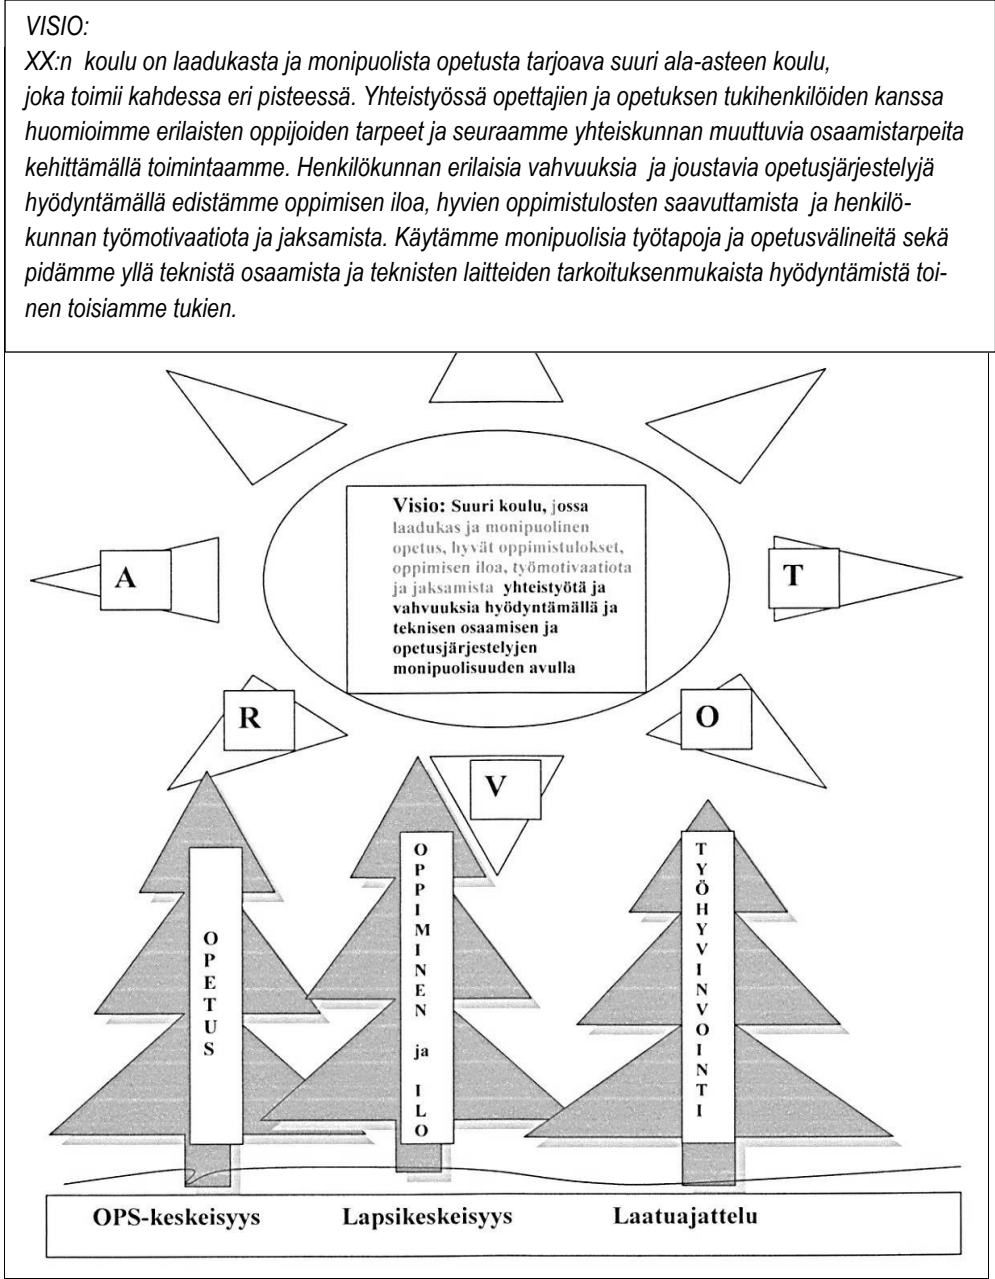 VISIO:
XX:n koulu on laadukasta ja monipuolista opetusta tarjoava suuri ala-asteen koulu,
joka toimii kahdessa eri pisteessä. Yhteistyössä opettajien ja opetuksen tukihenkilöiden kanssa
huomioimme erilaisten oppijoiden tarpeet ja seuraamme yhteiskunnan muuttuvia osaamistarpeita
kehittämällä toimintaamme. Henkilökunnan erilaisia vahvuuksia ja joustavia opetusjärjestelyjä
hyödyntämällä edistämme oppimisen iloa, hyvien oppimistulosten saavuttamista ja henkilö-
kunnan työmotivaatiota ja jaksamista. Käytämme monipuolisia työtapoja ja opetusvälineitä sekä
pidämme yllä teknistä osaamista ja teknisten laitteiden tarkoituksenmukaista hyödyntämistä toi-
nen toisiamme tukien.
Visio: Suuri koulu, jossa
laadukas ja monipuolinen
opetus, hyvät oppimistulokset,
oppimisen iloa, työmotivaatiota
ja jaksamista yhteistyötä ja
vahvuuksia hyödyntämällä ja
teknisen osaamisen ja
opetusjärjestelyjen
monipuolisuuden avulla
A
R
V
O
T
OPETUS
OPPIMINEN ja ILO
TYÖHYVINVOINTI
OPS-keskeisyys
Lapsikeskeisyys
Laatuajattelu